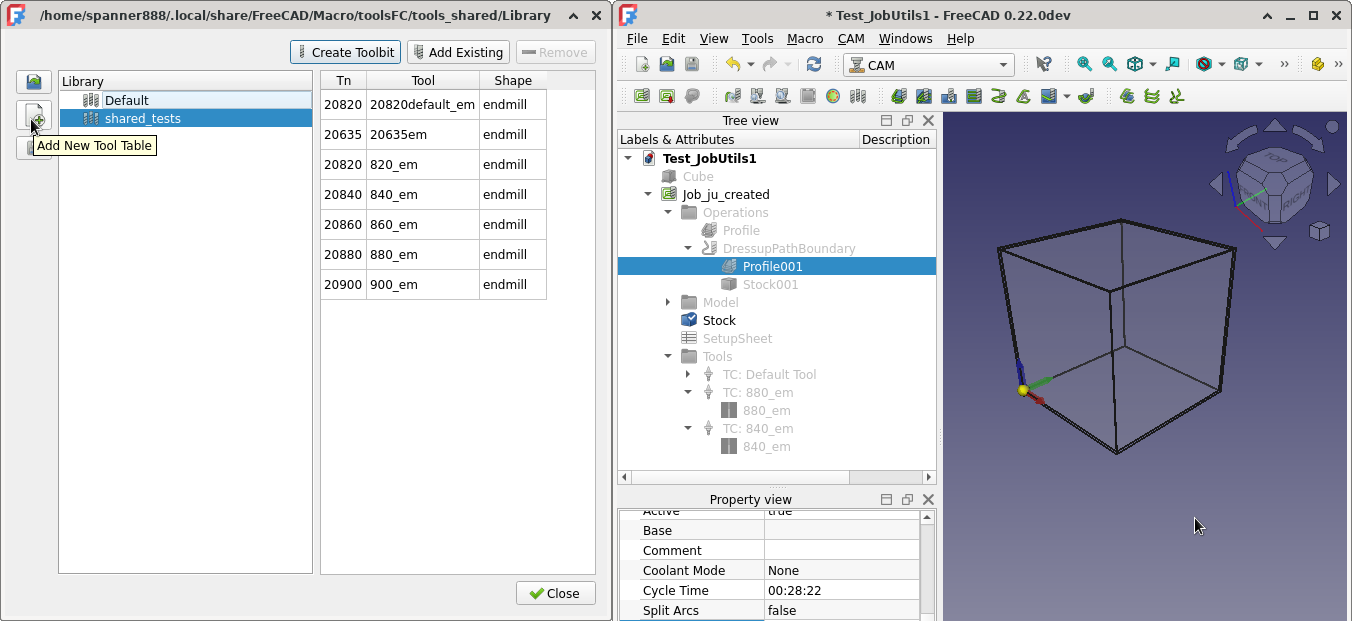 /home/spanner888/.local/share/FreeCAD/Macro/toolsFC/tools_shared/Library
Create Toolbit
Add Existing
Remove
Library
Default
shared_tests
Add New Tool Table
Tn Tool Shape
20820 20820default_em endmill
20635 20635em endmill
20820 820_em endmill
20840 840_em endmill
20860 860_em endmill
20880 880_em endmill
20900 900_em endmill
Close
* Test_JobUtils1 - FreeCAD 0.22.0dev
File Edit View Tools Macro CAM Windows Help
CAM
Tree view
Labels & Attributes Description
Test_JobUtils1
Cube
Job_ju_created
Operations
Profile
DressupPathBoundary
Profile001
Stock001
Model
Stock
SetupSheet
Tools
TC: Default Tool
TC: 880_em
880_em
TC: 840_em
840_em
Property view
Active true
Base
Comment
Coolant Mode None
Cycle Time 00:28:22
Split Arcs false
TOP
RIGHT